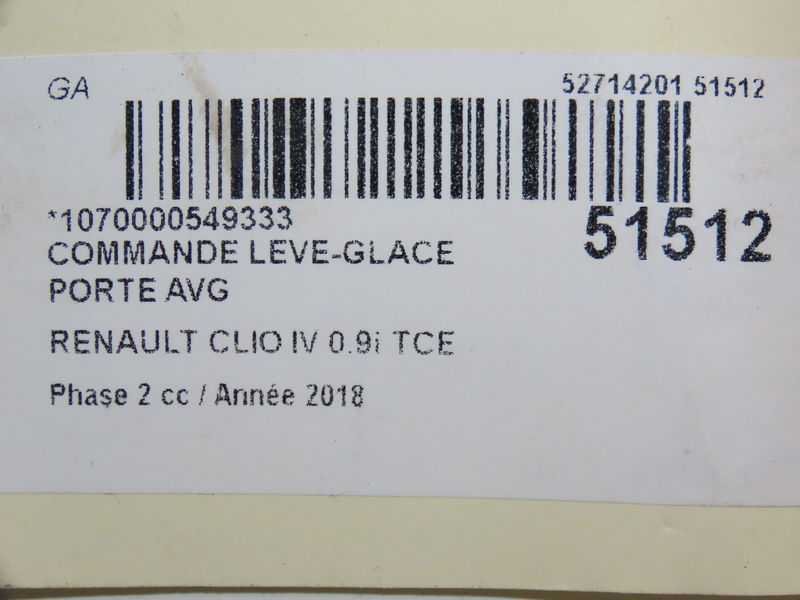 GA 52714201 51512
*1070000549333 51512
COMMANDE LEVE-GLACE
PORTE AVG
RENAULT CLIO IV 0.9i TCE
Phase 2 cc / Année 2018